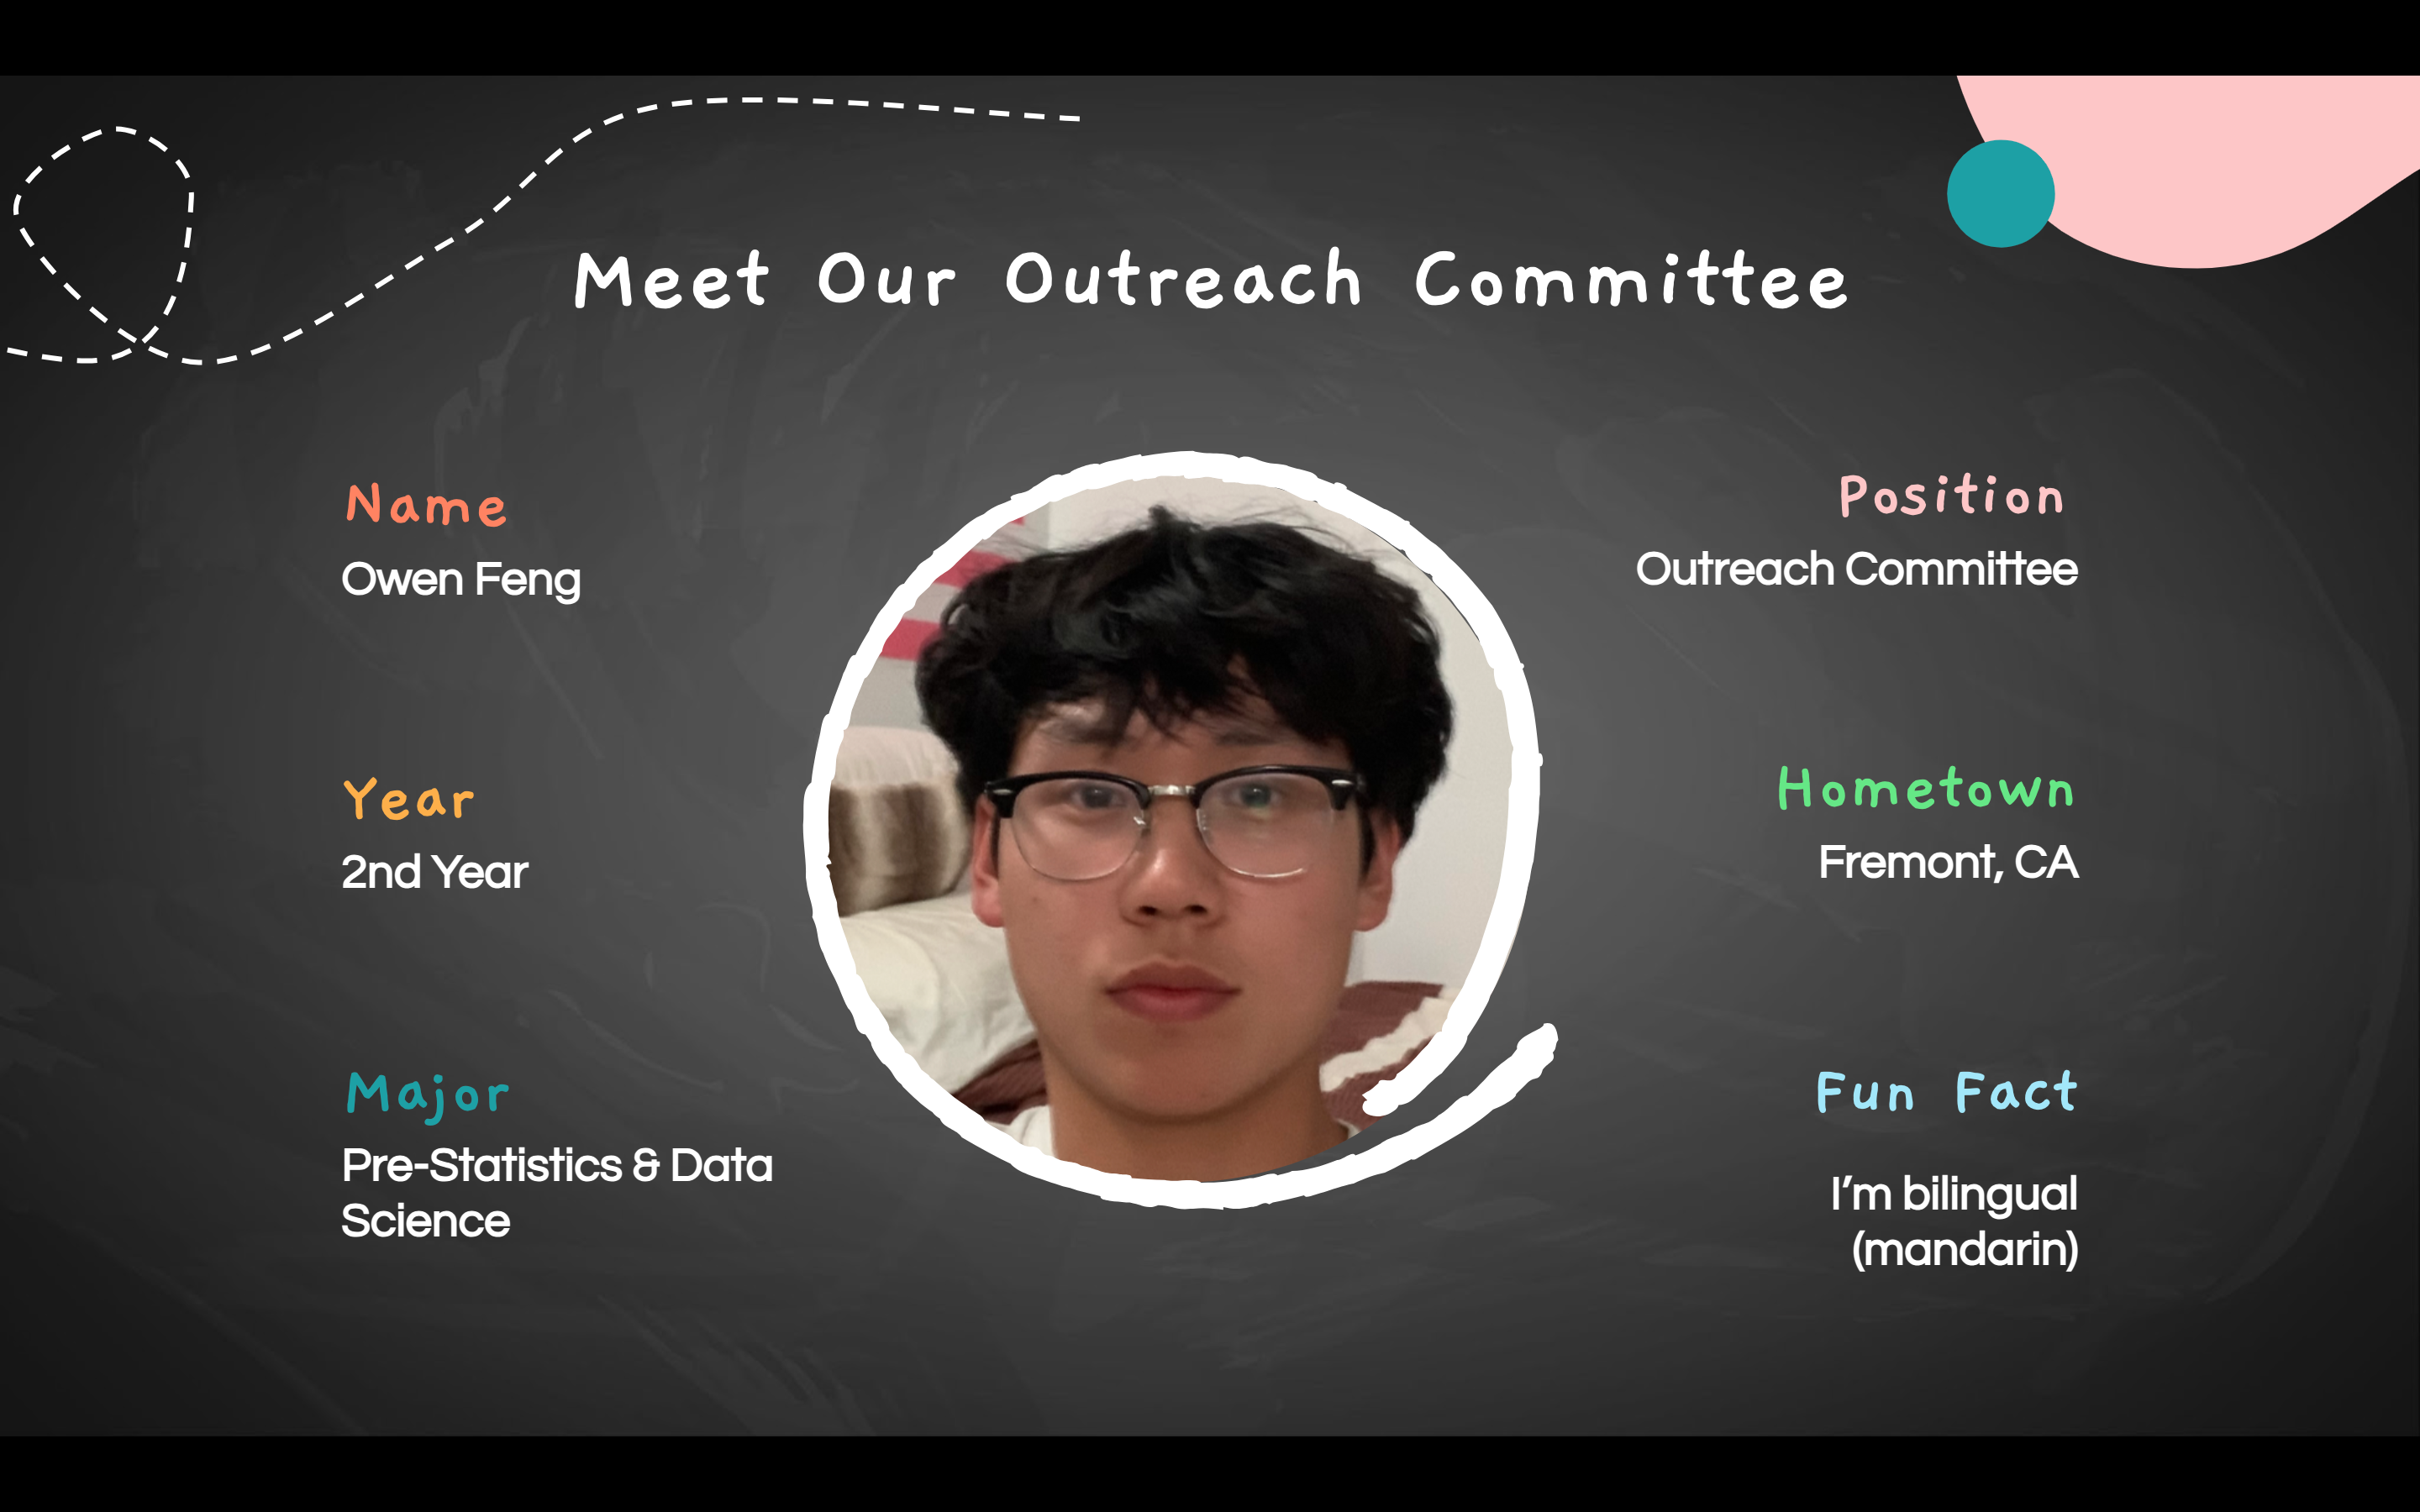 Meet Our Outreach Committee
Name
Owen Feng
Year
2nd Year
Major
Pre-Statistics & Data
Science
Position
Outreach Committee
Hometown
Fremont, CA
Fun Fact
I’m bilingual
(mandarin)